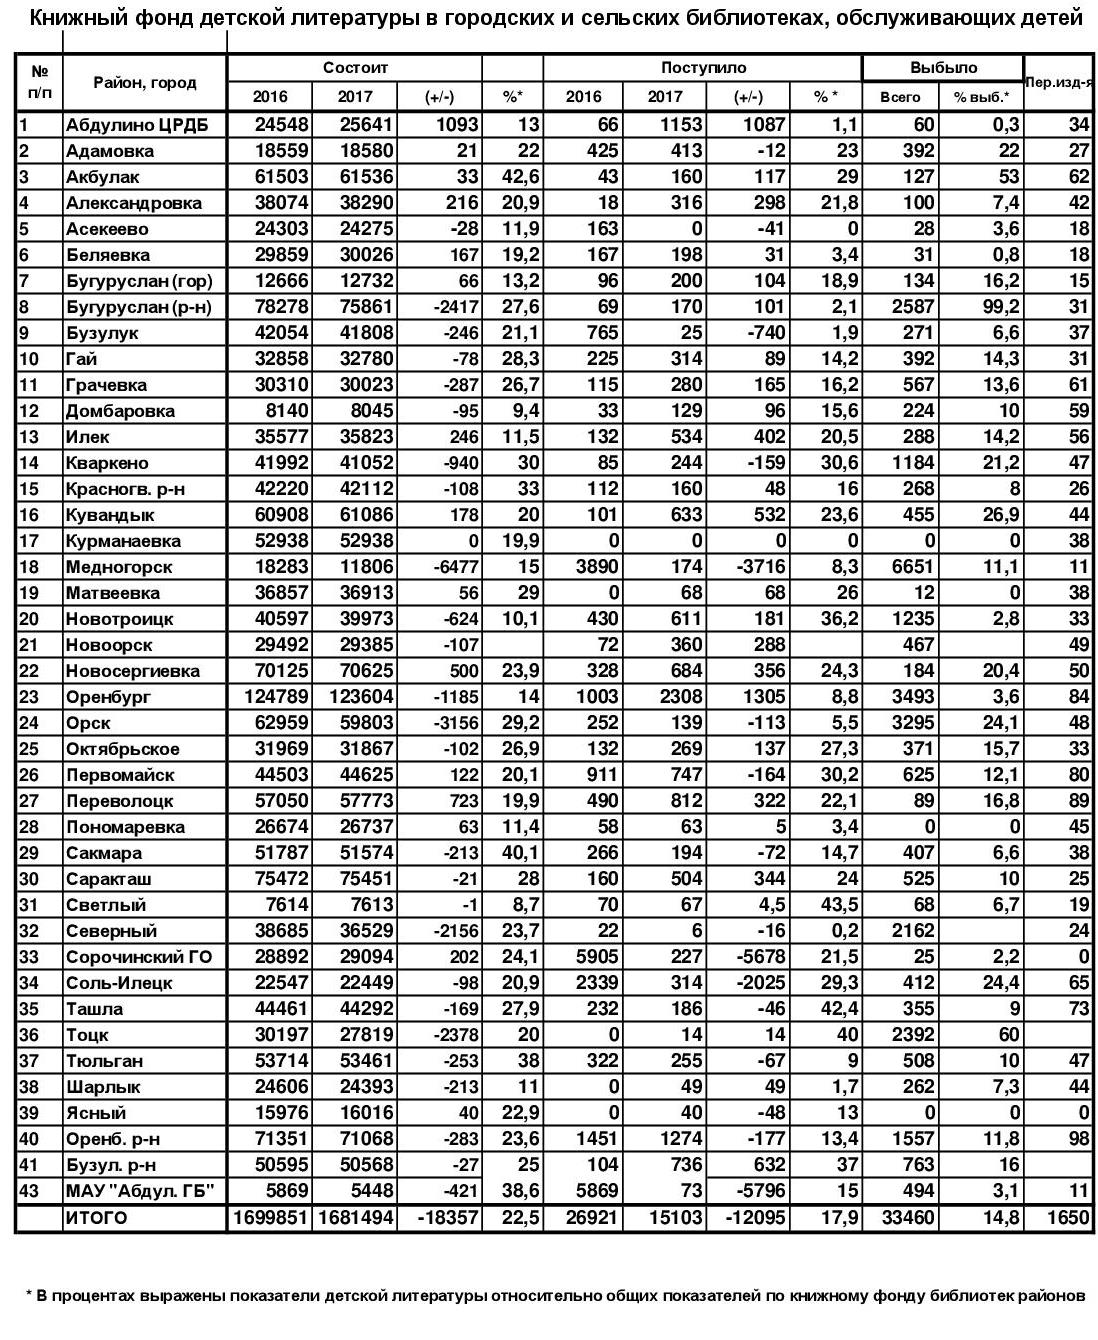 Книжный фонд детской литературы в городских и сельских библиотеках, обслуживающих детей
№ п/п Район, город Состоит Поступило Выбыло Пер.изд-я
2016 2017 (+/-) %* 2016 2017 (+/-) % * Всего % выб.*
1 Абдулино ЦРДБ 24548 25641 1093 13 66 1153 1087 1,1 60 0,3 34
2 Адамовка 18559 18580 21 22 425 413 -12 23 392 22 27
3 Акбулак 61503 61536 33 42,6 43 160 117 29 127 53 62
4 Александровка 38074 38290 216 20,9 18 316 298 21,8 100 7,4 42
5 Асекеево 24303 24275 -28 11,9 163 0 -41 0 28 3,6 18
6 Беляевка 29859 30026 167 19,2 167 198 31 3,4 31 0,8 18
7 Бугуруслан (гор) 12666 12732 66 13,2 96 200 104 18,9 134 16,2 15
8 Бугуруслан (р-н) 78278 75861 -2417 27,6 69 170 101 2,1 2587 99,2 31
9 Бузулук 42054 41808 -246 21,1 765 25 -740 1,9 271 6,6 37
10 Гай 32858 32780 -78 28,3 225 314 89 14,2 392 14,3 31
11 Грачевка 30310 30023 -287 26,7 115 280 165 16,2 567 13,6 61
12 Домбаровка 8140 8045 -95 9,4 33 129 96 15,6 224 10 59
13 Илек 35577 35823 246 11,5 132 534 402 20,5 288 14,2 56
14 Кваркено 41992 41052 -940 30 85 244 -159 30,6 1184 21,2 47
15 Красногв. р-н 42220 42112 -108 33 112 160 48 16 268 8 26
16 Кувандык 60908 61086 178 20 101 633 532 23,6 455 26,9 44
17 Курманаевка 52938 52938 0 19,9 0 0 0 0 0 0 38
18 Медногорск 18283 11806 -6477 15 3890 174 -3716 8,3 6651 11,1 11
19 Матвеевка 36857 36913 56 29 0 68 68 26 12 0 38
20 Новотроицк 40597 39973 -624 10,1 430 611 181 36,2 1235 2,8 33
21 Новоорск 29492 29385 -107 72 360 288 467 49
22 Новосергиевка 70125 70625 500 23,9 328 684 356 24,3 184 20,4 50
23 Оренбург 124789 123604 -1185 14 1003 2308 1305 8,8 3493 3,6 84
24 Орск 62959 59803 -3156 29,2 252 139 -113 5,5 3295 24,1 48
25 Октябрьское 31969 31867 -102 26,9 132 269 137 27,3 371 15,7 33
26 Первомайск 44503 44625 122 20,1 911 747 -164 30,2 625 12,1 80
27 Переволоцк 57050 57773 723 19,9 490 812 322 22,1 89 16,8 89
28 Пономаревка 26674 26737 63 11,4 58 63 5 3,4 0 0 45
29 Сакмара 51787 51574 -213 40,1 266 194 -72 14,7 407 6,6 38
30 Саракташ 75472 75451 -21 28 160 504 344 24 525 10 25
31 Светлый 7614 7613 -1 8,7 70 67 4,5 43,5 68 6,7 19
32 Северный 38685 36529 -2156 23,7 22 6 -16 0,2 2162 24
33 Сорочинский ГО 28892 29094 202 24,1 5905 227 -5678 21,5 25 2,2 0
34 Соль-Илецк 22547 22449 -98 20,9 2339 314 -2025 29,3 412 24,4 65
35 Ташла 44461 44292 -169 27,9 232 186 -46 42,4 355 9 73
36 Тоцк 30197 27819 -2378 20 0 14 14 40 2392 60
37 Тюльган 53714 53461 -253 38 322 255 -67 9 508 10 47
38 Шарлык 24606 24393 -213 11 0 49 49 1,7 262 7,3 44
39 Ясный 15976 16016 40 22,9 0 40 -48 13 0 0 0
40 Оренб. р-н 71351 71068 -283 23,6 1451 1274 -177 13,4 1557 11,8 98
41 Бузул. р-н 50595 50568 -27 25 104 736 632 37 763 16
43 МАУ "Абдул. ГБ" 5869 5448 -421 38,6 5869 73 -5796 15 494 3,1 11
ИТОГО 1699851 1681494 -18357 22,5 26921 15103 -12095 17,9 33460 14,8 1650
* В процентах выражены показатели детской литературы относительно общих показателей по книжному фонду библиотек районов